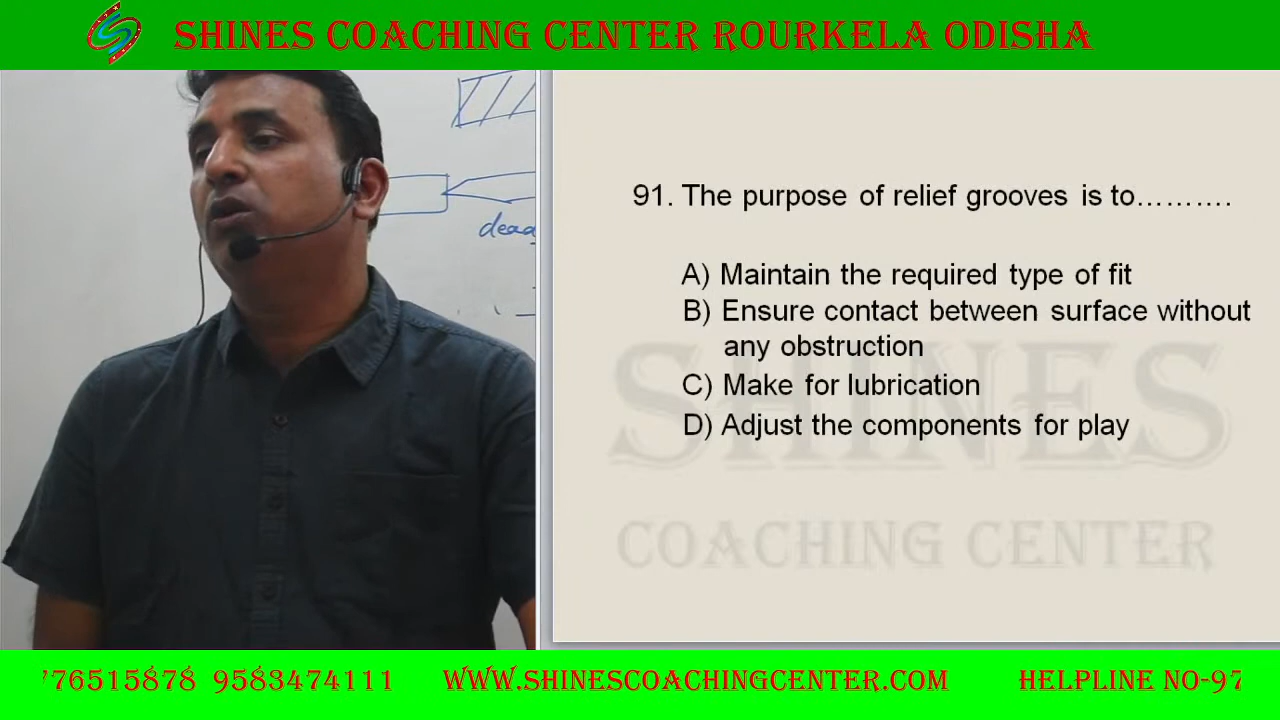 SHINES COACHING CENTER ROURKELA ODISHA
dead
91. The purpose of relief grooves is to..........
A) Maintain the required type of fit
B) Ensure contact between surface without
any obstruction
C) Make for lubrication
D) Adjust the components for play
SHINES
COACHING CENTER
776515878 9583474111 WWW.SHINESCOACHINGCENTER.COM HELPLINE NO-97